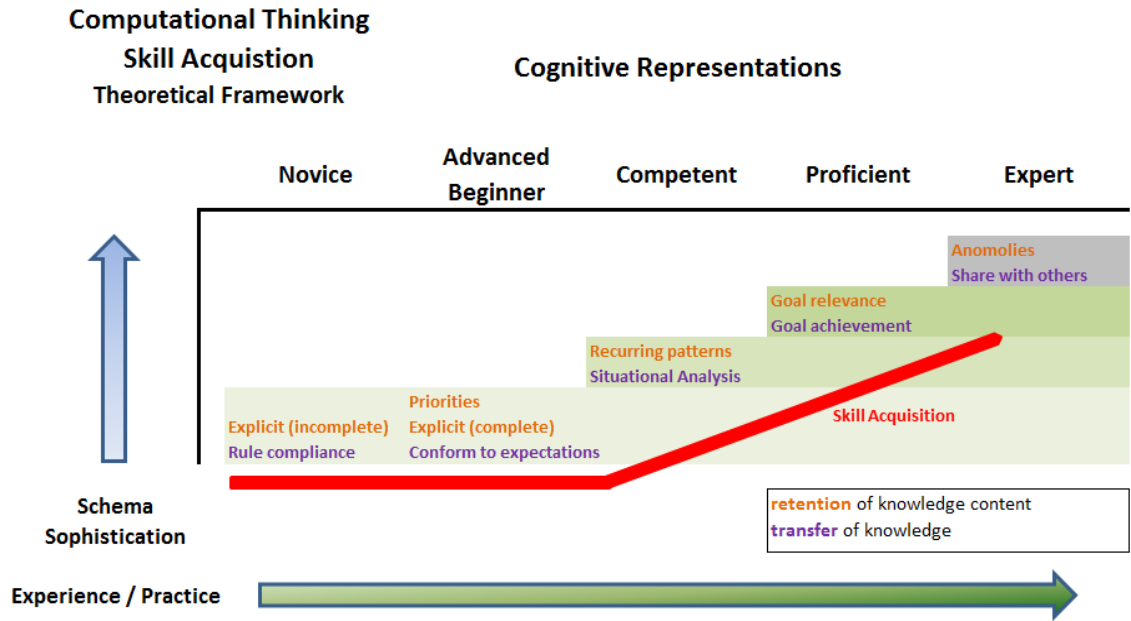 Computational Thinking
Skill Acquistion
Theoretical Framework
Cognitive Representations
Novice
Advanced
Beginner
Competent
Proficient
Expert
Anomolies
Share with others
Goal relevance
Goal achievement
Recurring patterns
Situational Analysis
Priorities
Explicit (incomplete)
Explicit (complete)
Rule compliance
Conform to expectations
Skill Acquisition
Schema
Sophistication
retention of knowledge content
transfer of knowledge
Experience / Practice